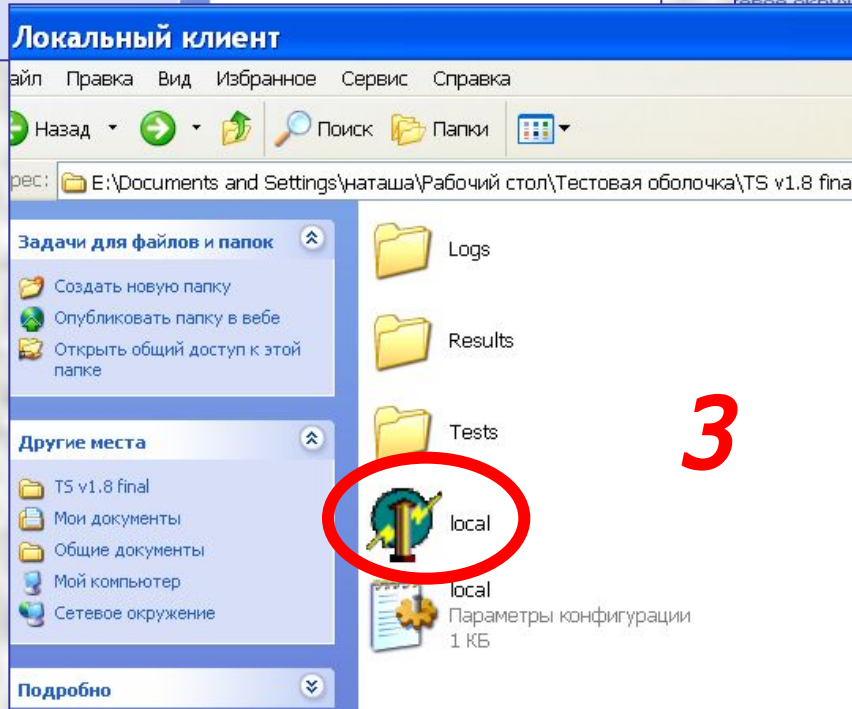 Локальный клиент
айл Правка Вид Избранное Сервис Справка
Назад Поиск Папки
рес: E:\Documents and Settings\наташа\Рабочий стол\Тестовая оболочка\TS v1.8 fina
Задачи для файлов и папок
Создать новую папку
Опубликовать папку в вебе
Открыть общий доступ к этой
папке
Другие места
TS v1.8 final
Мои документы
Общие документы
Мой компьютер
Сетевое окружение
Подробно
Logs
Results
Tests
3
local
local
Параметры конфигурации
1 КБ